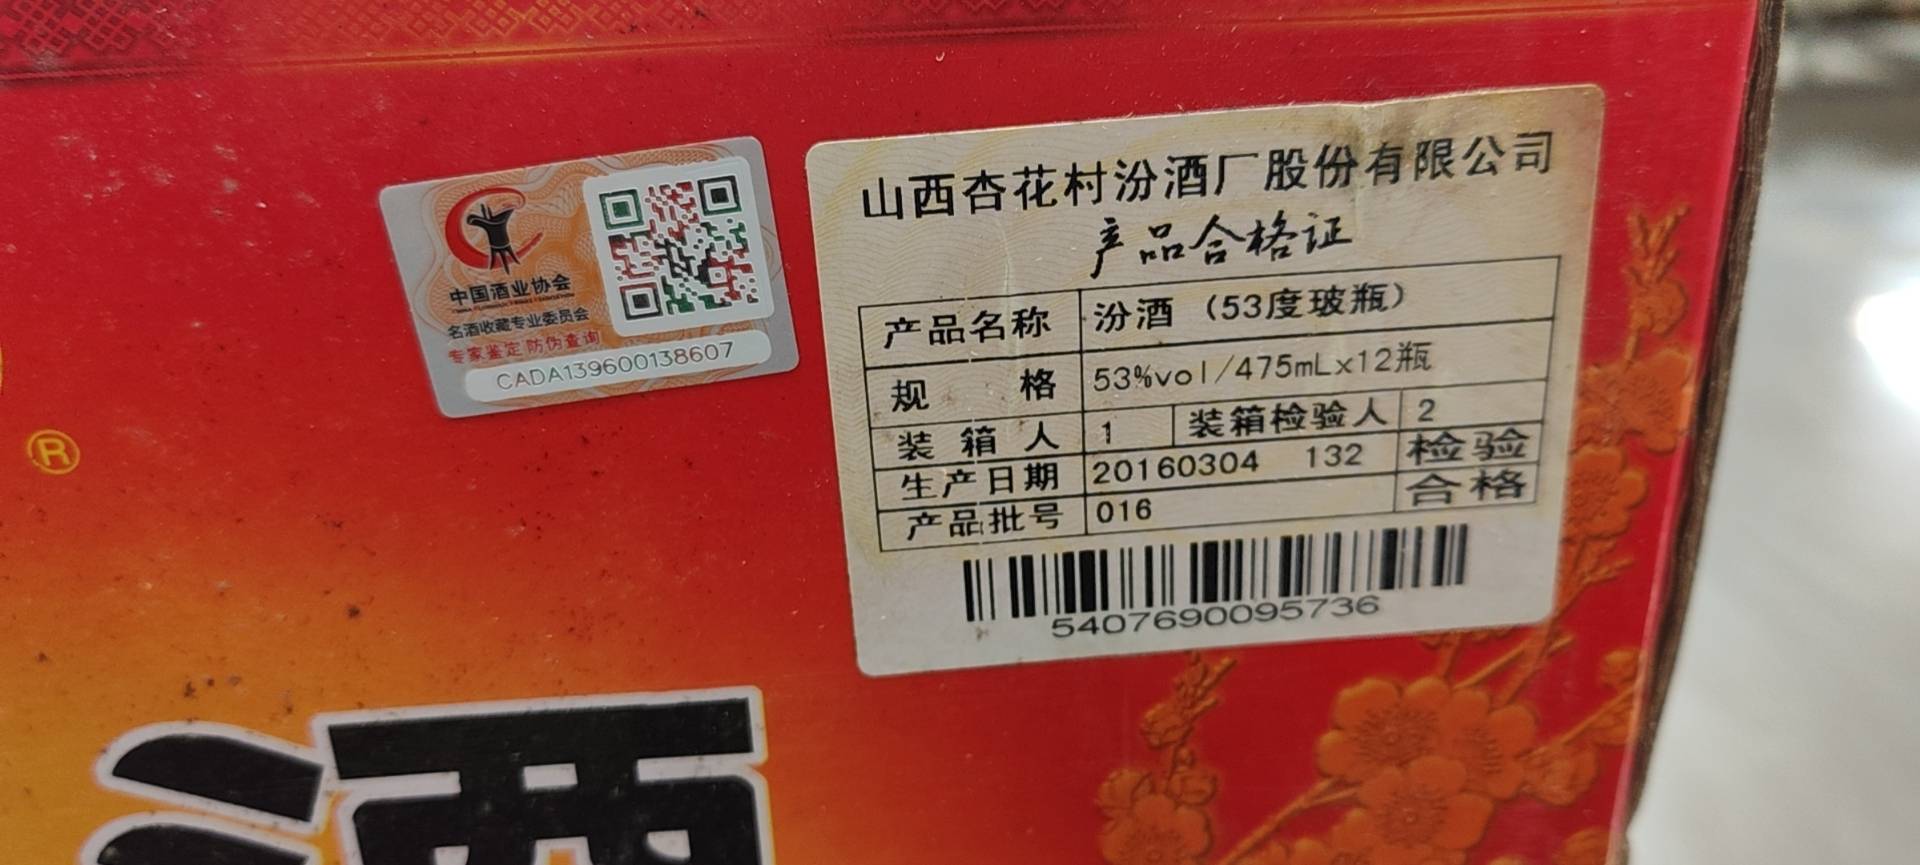 中国酒业协会
名酒收藏专业委员会
专家鉴定 防伪查询
CADA139600138607
山西杏花村汾酒厂股份有限公司
产品合格证
产品名称 汾酒（53度玻瓶）
规 格 53%vol/475mL×12瓶
装箱人 1 装箱检验人 2
生产日期 20160304 132 检验
产品批号 016 合格
5407690095736
®
酒